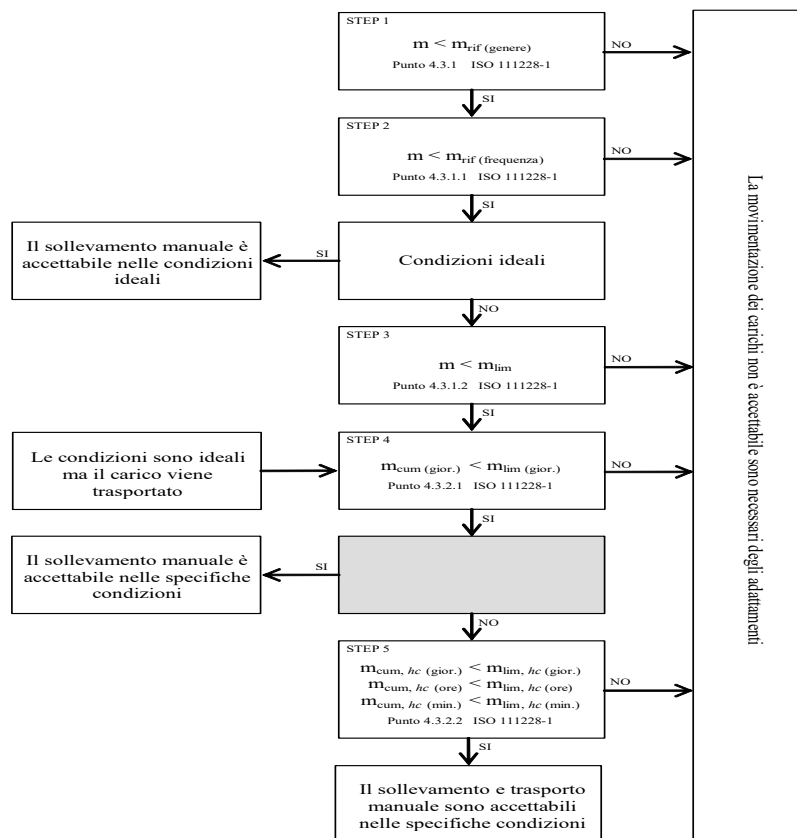 STEP 1
m < mrif (genere)
Punto 4.3.1 ISO 111228-1
NO
SI
STEP 2
m < mrif (frequenza)
Punto 4.3.1.1 ISO 111228-1
NO
SI
Il sollevamento manuale è
accettabile nelle condizioni
ideali
SI
Condizioni ideali
NO
STEP 3
m < mlim
Punto 4.3.1.2 ISO 111228-1
NO
SI
Le condizioni sono ideali
ma il carico viene
trasportato
STEP 4
mcum (gior.) < mlim (gior.)
Punto 4.3.2.1 ISO 111228-1
NO
SI
Il sollevamento manuale è
accettabile nelle specifiche
condizioni
SI
NO
STEP 5
mcum, hc (gior.) < mlim, hc (gior.)
mcum, hc (ore) < mlim, hc (ore)
mcum, hc (min.) < mlim, hc (min.)
Punto 4.3.2.2 ISO 111228-1
NO
SI
Il sollevamento e trasporto
manuale sono accettabili
nelle specifiche condizioni
La movimentazione dei carichi non è accettabile sono necessari degli adattamenti